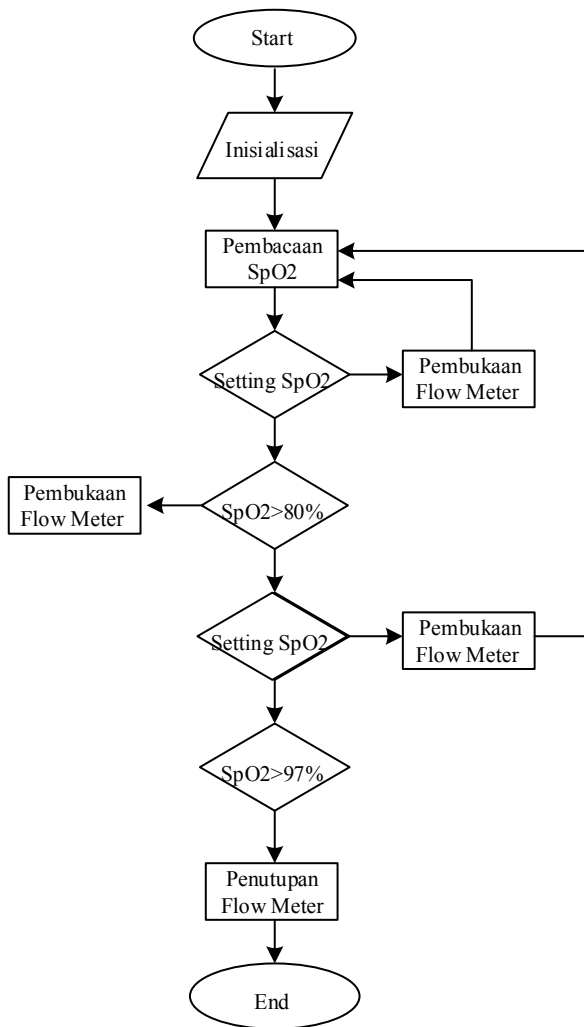 Start
Inisialisasi
Pembacaan
SpO2
Setting SpO2
Pembukaan
Flow Meter
Pembukaan
Flow Meter
SpO2>80%
Setting SpO2
Pembukaan
Flow Meter
SpO2>97%
Penutupan
Flow Meter
End